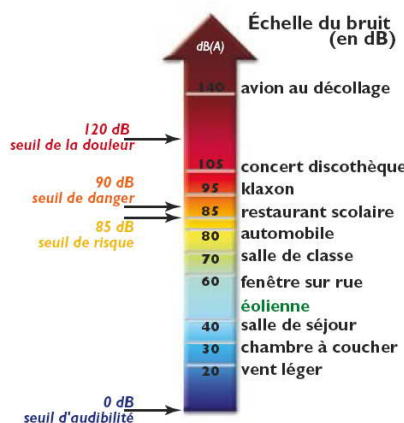 Échelle du bruit
(en dB)
dB(A)
140 avion au décollage
120 dB
seuil de la douleur
105 concert discothèque
90 dB
seuil de danger
95 klaxon
85 restaurant scolaire
85 dB
seuil de risque
80 automobile
70 salle de classe
60 fenêtre sur rue
éolienne
40 salle de séjour
30 chambre à coucher
20 vent léger
0 dB
seuil d'audibilité